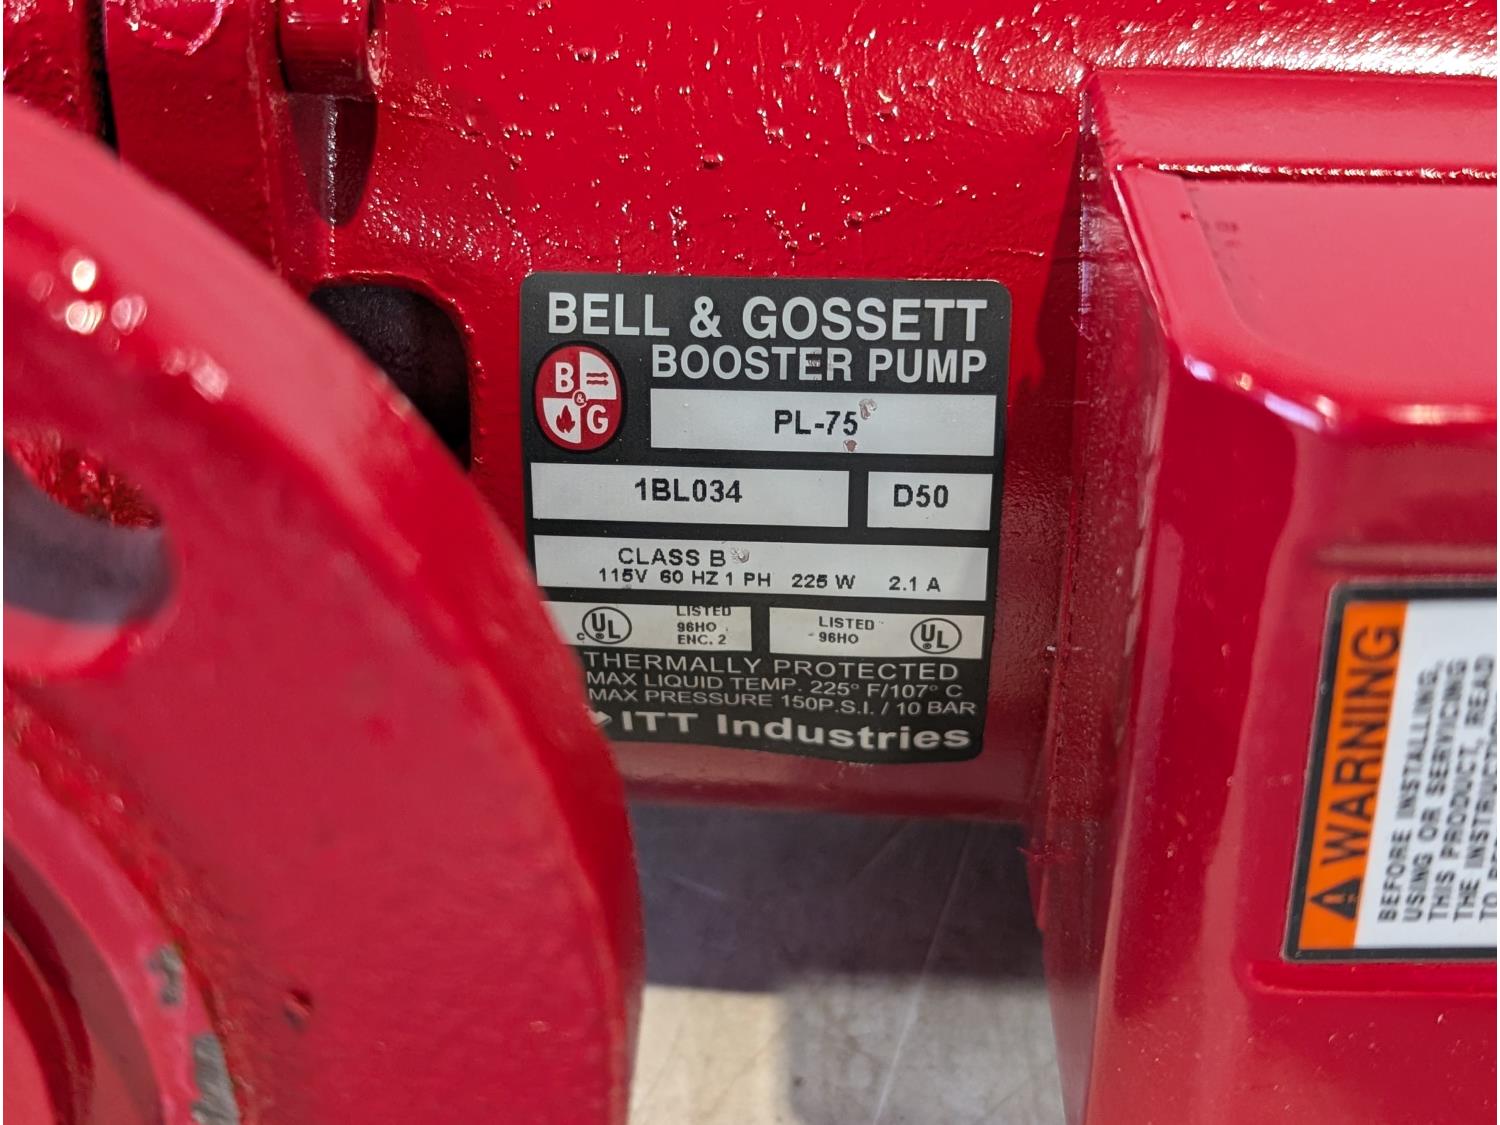 BELL & GOSSETT
BOOSTER PUMP
B
&
G
PL-75
1BL034
D50
CLASS B
115V 60 HZ 1 PH 225 W 2.1 A
C UL ®
LISTED
96HO
ENC. 2
LISTED
96HO
UL ®
THERMALLY PROTECTED
MAX LIQUID TEMP. 225° F/107° C
MAX PRESSURE 150P.S.I. / 10 BAR
ITT Industries
WARNING
BEFORE INSTALLING,
USING OR SERVICING
THIS PRODUCT, READ
THE
TO